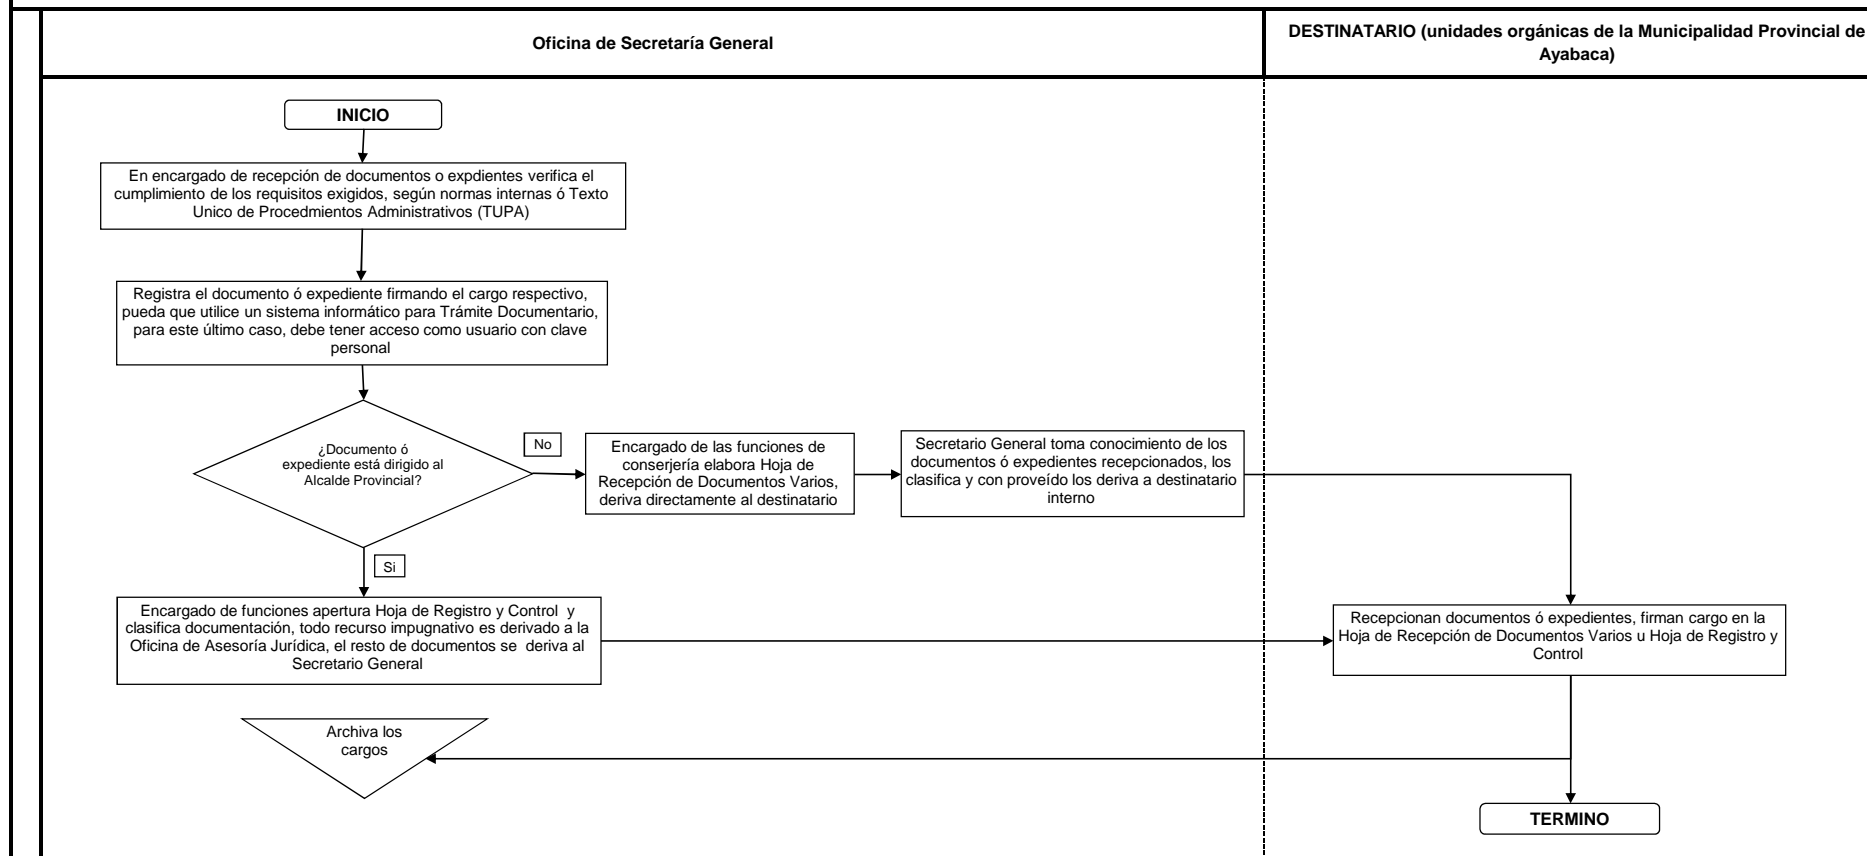 Oficina de Secretaría General
DESTINATARIO (unidades orgánicas de la Municipalidad Provincial de
Ayabaca)
INICIO
En encargado de recepción de documentos o expdientes verifica el
cumplimiento de los requisitos exigidos, según normas internas ó Texto
Unico de Procedmientos Administrativos (TUPA)
Registra el documento ó expediente firmando el cargo respectivo,
pueda que utilice un sistema informático para Trámite Documentario,
para este último caso, debe tener acceso como usuario con clave
personal
¿Documento ó
expediente está dirigido al
Alcalde Provincial?
No
Encargado de las funciones de
conserjería elabora Hoja de
Recepción de Documentos Varios,
deriva directamente al destinatario
Secretario General toma conocimiento de los
documentos ó expedientes recepcionados, los
clasifica y con proveído los deriva a destinatario
interno
Si
Encargado de funciones apertura Hoja de Registro y Control y
clasifica documentación, todo recurso impugnativo es derivado a la
Oficina de Asesoría Jurídica, el resto de documentos se deriva al
Secretario General
Recepcionan documentos ó expedientes, firman cargo en la
Hoja de Recepción de Documentos Varios u Hoja de Registro y
Control
Archiva los
cargos
TERMINO